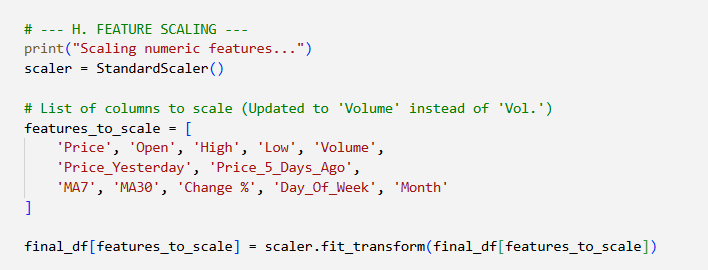 # --- H. FEATURE SCALING ---
print("Scaling numeric features...")
scaler = StandardScaler()
# List of columns to scale (Updated to 'Volume' instead of 'Vol.')
features_to_scale = [
'Price', 'Open', 'High', 'Low', 'Volume',
'Price_Yesterday', 'Price_5_Days_Ago',
'MA7', 'MA30', 'Change %', 'Day_Of_Week', 'Month'
]
final_df[features_to_scale] = scaler.fit_transform(final_df[features_to_scale])